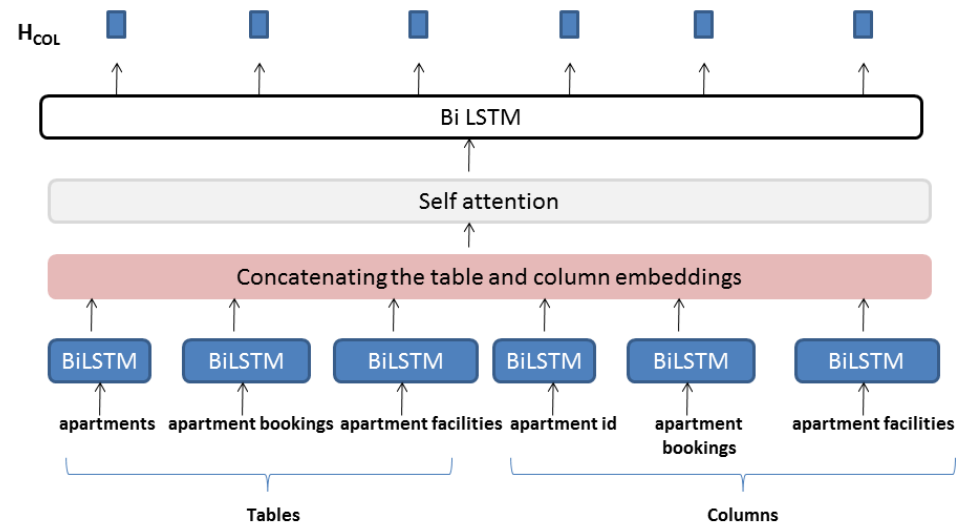 H_COL
Bi LSTM
Self attention
Concatenating the table and column embeddings
BiLSTM BiLSTM BiLSTM BiLSTM BiLSTM BiLSTM
apartments apartment bookings apartment facilities apartment id apartment bookings apartment facilities
Tables Columns